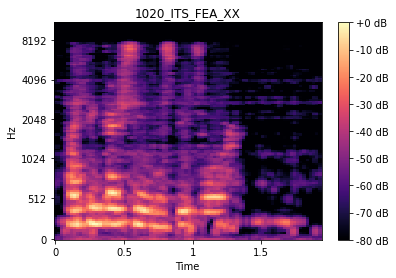 1020_ITS_FEA_XX
+0 dB
8192
-10 dB
4096
-20 dB
-30 dB
2048
Hz
-40 dB
1024
-50 dB
512
-60 dB
-70 dB
0
-80 dB
0 0.5 1 1.5
Time